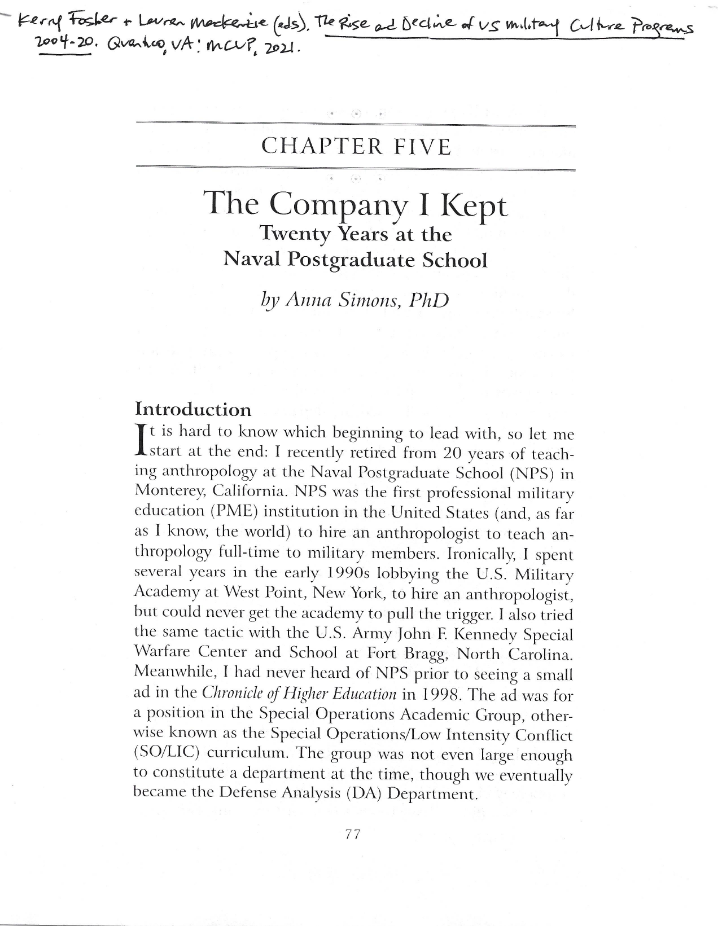 Kerry Fosher + Lauren Mackenzie (eds). The Rise and Decline of US Military Culture Programs
2004-20. Quantico, VA: MCUP, 2021.
CHAPTER FIVE
The Company I Kept
Twenty Years at the
Naval Postgraduate School
by Anna Simons, PhD
Introduction
It is hard to know which beginning to lead with, so let me
start at the end: I recently retired from 20 years of teach-
ing anthropology at the Naval Postgraduate School (NPS) in
Monterey, California. NPS was the first professional military
education (PME) institution in the United States (and, as far
as I know, the world) to hire an anthropologist to teach an-
thropology full-time to military members. Ironically, I spent
several years in the early 1990s lobbying the U.S. Military
Academy at West Point, New York, to hire an anthropologist,
but could never get the academy to pull the trigger. I also tried
the same tactic with the U.S. Army John F. Kennedy Special
Warfare Center and School at Fort Bragg, North Carolina.
Meanwhile, I had never heard of NPS prior to seeing a small
ad in the Chronicle of Higher Education in 1998. The ad was for
a position in the Special Operations Academic Group, other-
wise known as the Special Operations/Low Intensity Conflict
(SO/LIC) curriculum. The group was not even large enough
to constitute a department at the time, though we eventually
became the Defense Analysis (DA) Department.
77